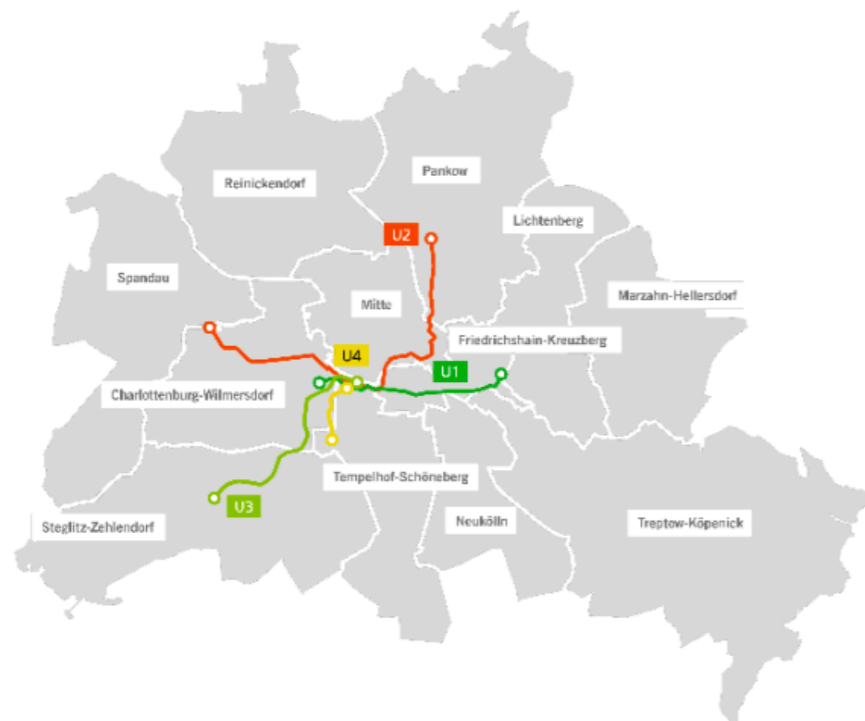 Reinickendorf
Pankow
Lichtenberg
U2
Spandau
Mitte
Marzahn-Hellersdorf
Friedrichshain-Kreuzberg
U4
U1
Charlottenburg-Wilmersdorf
Tempelhof-Schöneberg
U3
Steglitz-Zehlendorf
Neukölln
Treptow-Köpenick